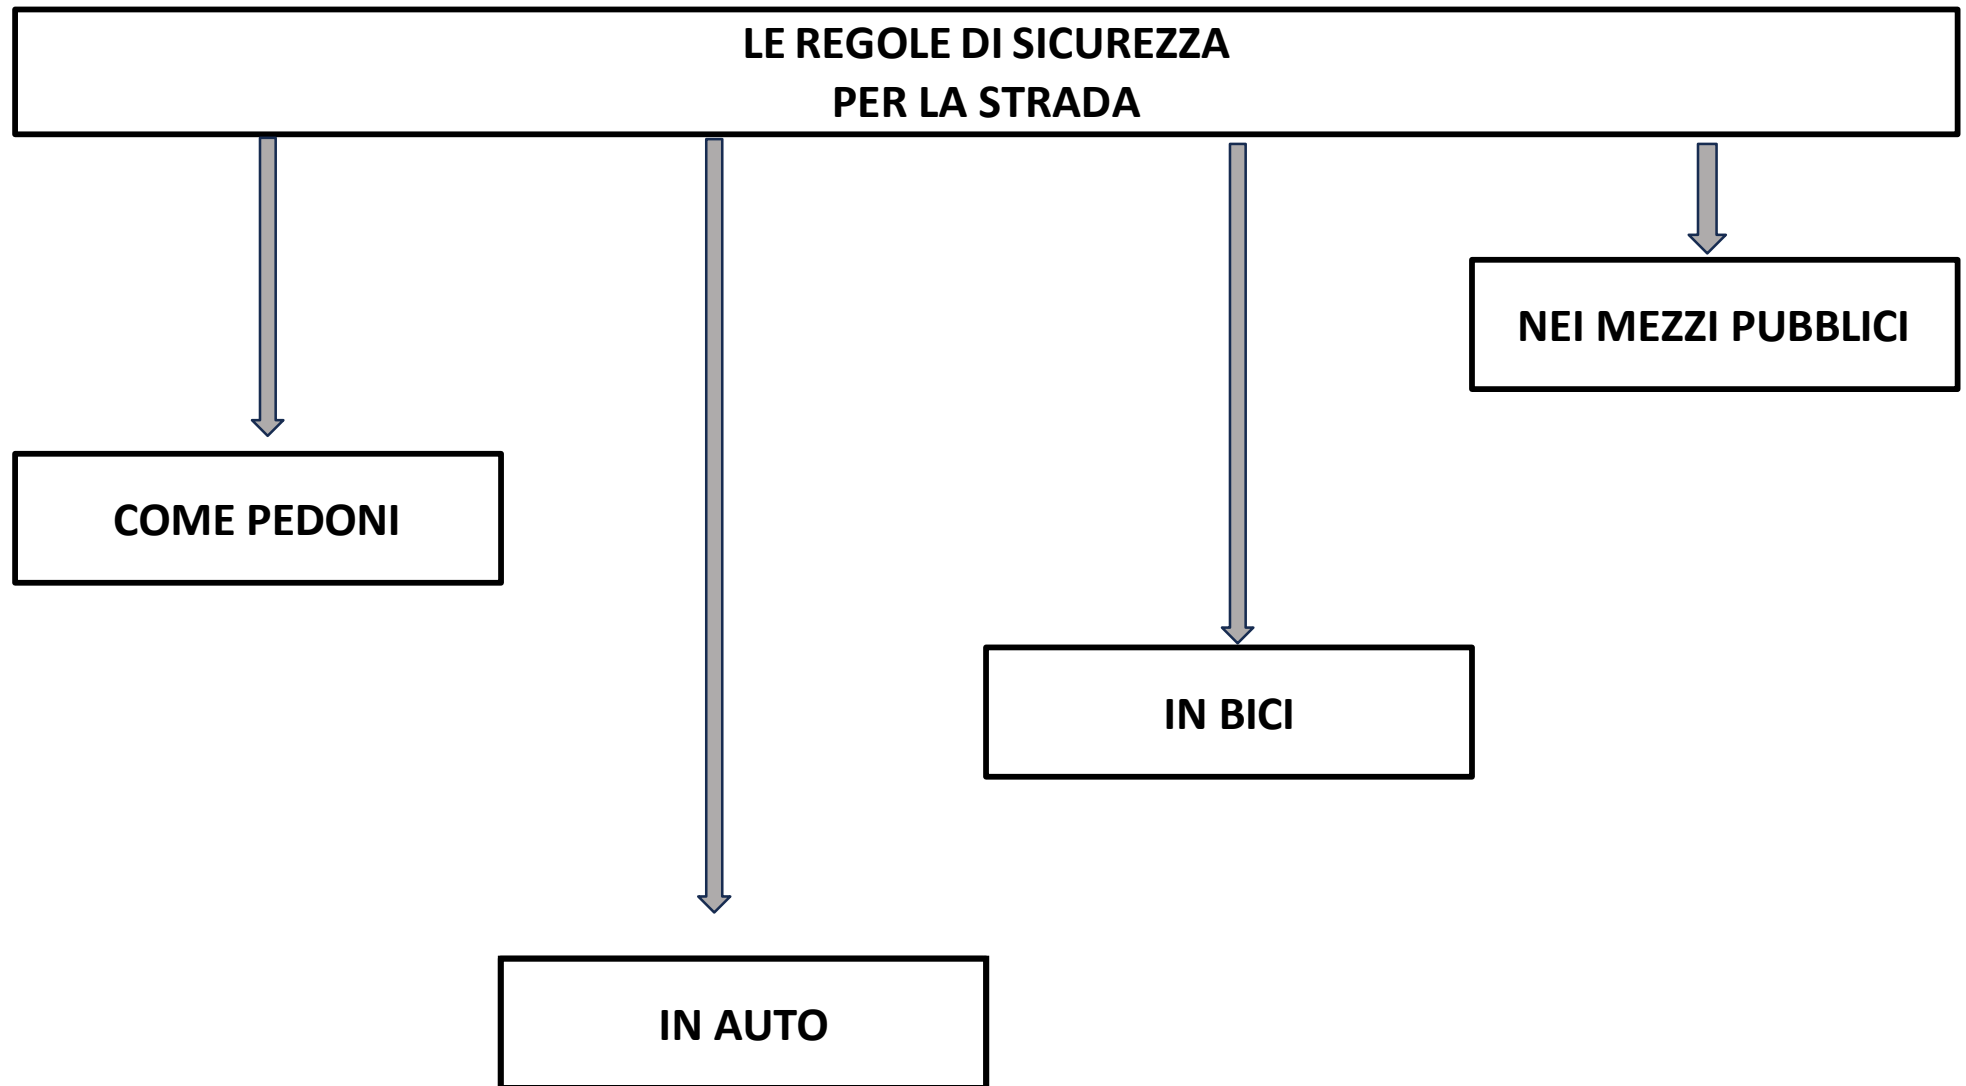 LE REGOLE DI SICUREZZA
PER LA STRADA
NEI MEZZI PUBBLICI
COME PEDONI
IN BICI
IN AUTO